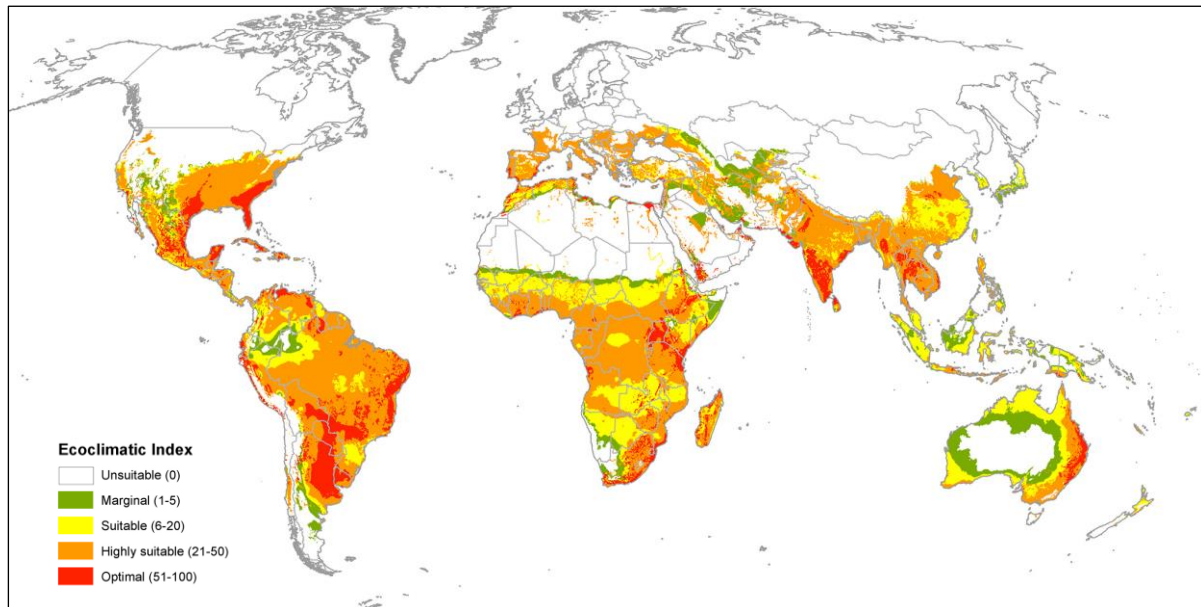 Ecoclimatic Index
Unsuitable (0)
Marginal (1-5)
Suitable (6-20)
Highly suitable (21-50)
Optimal (51-100)